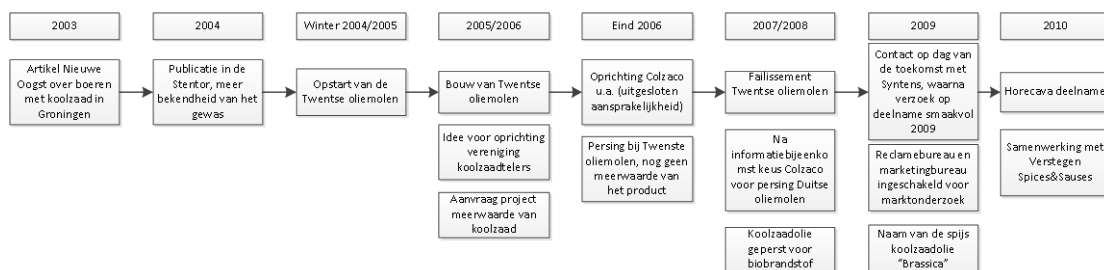 2003
2004
Winter 2004/2005
2005/2006
Eind 2006
2007/2008
2009
2010
Artikel Nieuwe
Oogst over boeren
met koolzaad in
Groningen
Publicatie in de
Stentor, meer
bekendheid van het
gewas
Opstart van de
Twentse oliemolen
Bouw van Twentse
oliemolen
Idee voor oprichting
vereniging
koolzaadtelers
Aanvraag project
meerwaarde van
koolzaad
Oprichting Colzaco
u.a. (uitgesloten
aansprakelijkheid)
Persing bij Twenste
oliemolen, nog geen
meerwaarde van
het product
Failissement
Twentse oliemolen
Na
informatiebijeenko
mst keus Colzaco
voor persing Duitse
oliemolen
Koolzaadolie
geperst voor
biobrandstof
Contact op dag van
de toekomst met
Syntens, waarna
verzoek op
deelname smaakvol
2009
Reclamebureau en
marketingbureau
ingeschakeld voor
marktonderzoek
Naam van de spijs
koolzaadolie
"Brassica"
Horecava deelname
Samenwerking met
Verstegen
Spices&Sauses